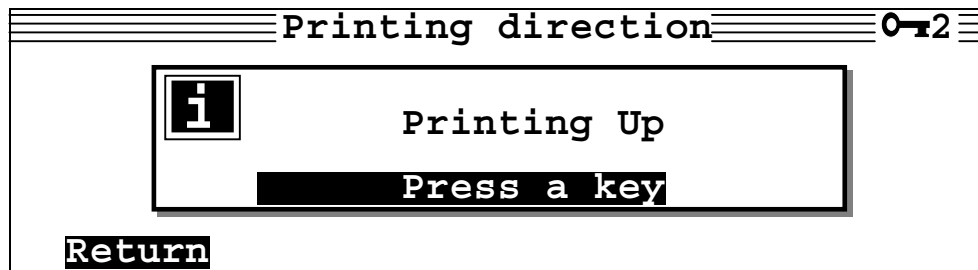 Printing direction 2
i
Printing Up
Press a key
Return